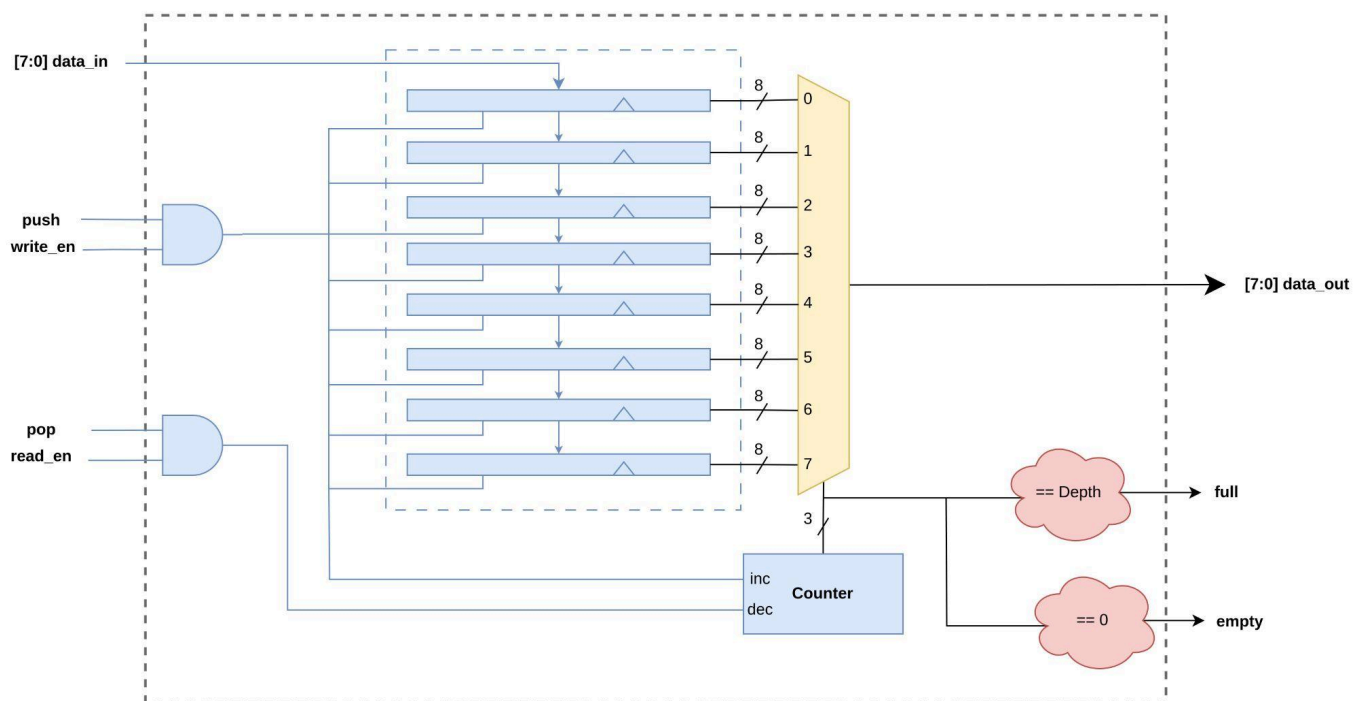 [7:0] data_in
8
0
8
1
8
2
push
write_en
8
3
8
4
[7:0] data_out
8
5
8
6
pop
read_en
8
7
== Depth
full
3
inc
Counter
dec
== 0
empty